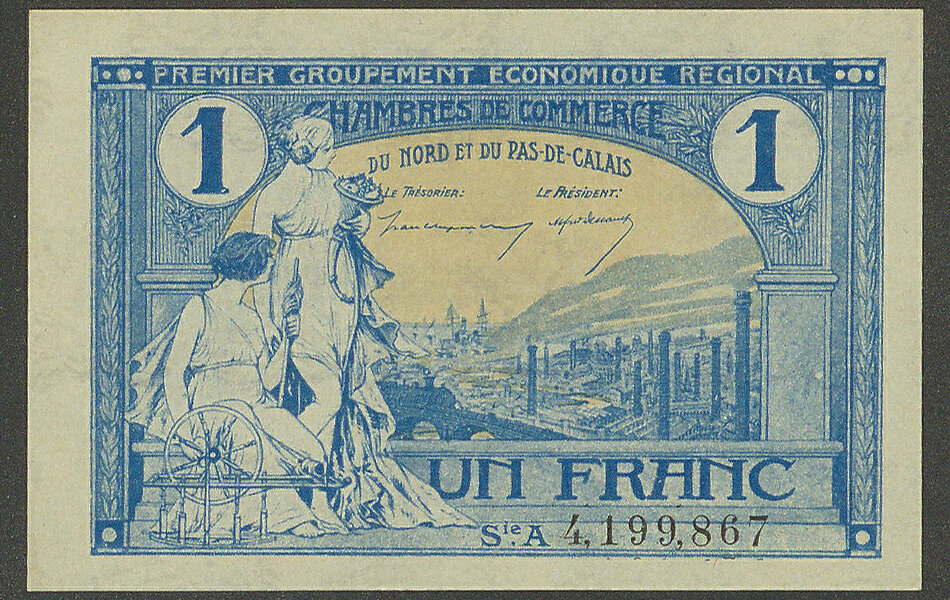 PREMIER GROUPEMENT ECONOMIQUE REGIONAL
1 1
CHAMBRES DE COMMERCE
DU NORD ET DU PAS-DE-CALAIS
LE TRÉSORIER: LE PRÉSIDENT:
UN FRANC
Sie. A 4,199,867